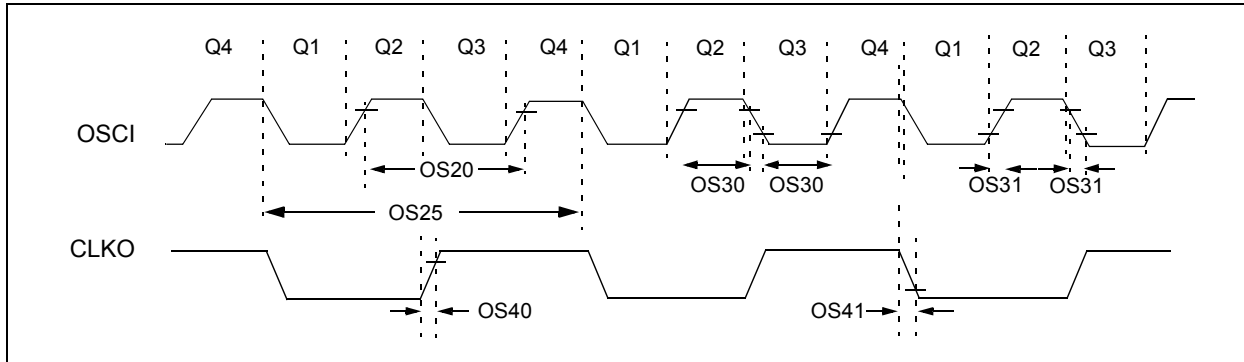 Q4 Q1 Q2 Q3 Q4 Q1 Q2 Q3 Q4 Q1 Q2 Q3
OSCI
OS20 OS30 OS30 OS31 OS31
OS25
CLKO
OS40 OS41